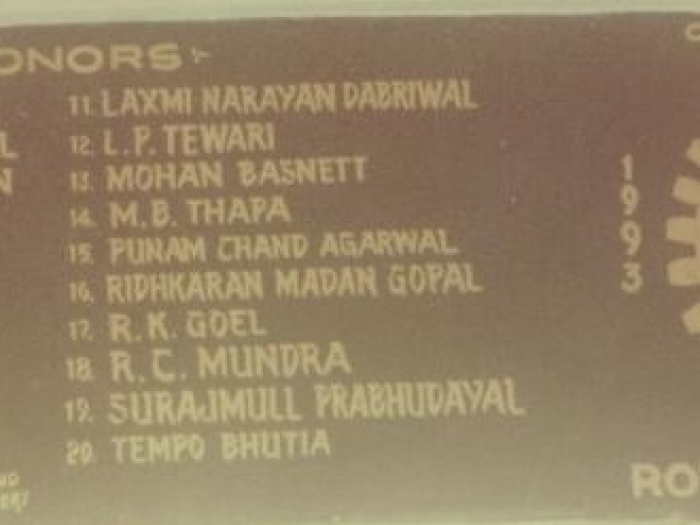 ONORS:-
11. LAXMI NARAYAN DABRIWAL
12. L.P. TEWARI
13. MOHAN BASNETT
14. M.B. THAPA
15. PUNAM CHAND AGARWAL
16. RIDHKARAN MADAN GOPAL
17. R.K. GOEL
18. R.C. MUNDRA
19. SURAJMULL PRABHUDAYAL
20. TEMPO BHUTIA
L
N
1
9
9
3
RO